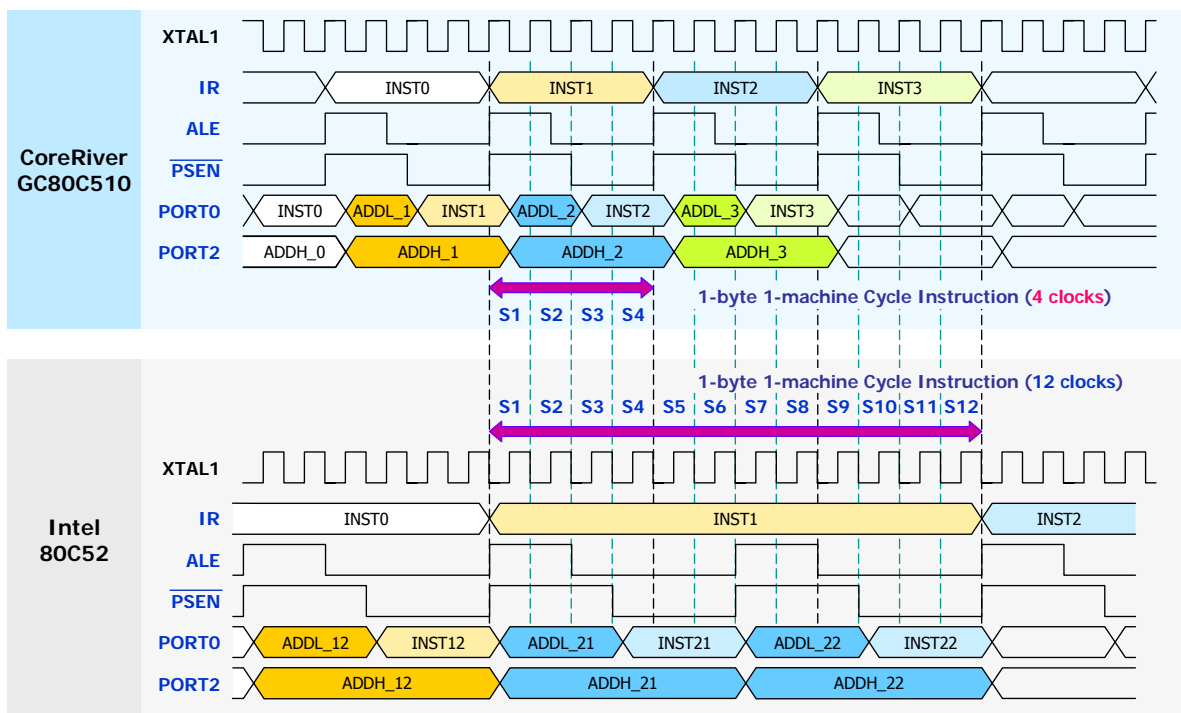 XTAL1
IR INST0 INST1 INST2 INST3
ALE
CoreRiver
GC80C510
PSEN
PORT0 INST0 ADDL_1 INST1 ADDL_2 INST2 ADDL_3 INST3
PORT2 ADDH_0 ADDH_1 ADDH_2 ADDH_3
1-byte 1-machine Cycle Instruction (4 clocks)
S1 S2 S3 S4
1-byte 1-machine Cycle Instruction (12 clocks)
S1 S2 S3 S4 S5 S6 S7 S8 S9 S10 S11 S12
XTAL1
IR INST0 INST1 INST2
Intel
80C52
ALE
PSEN
PORT0 ADDL_12 INST12 ADDL_21 INST21 ADDL_22 INST22
PORT2 ADDH_12 ADDH_21 ADDH_22